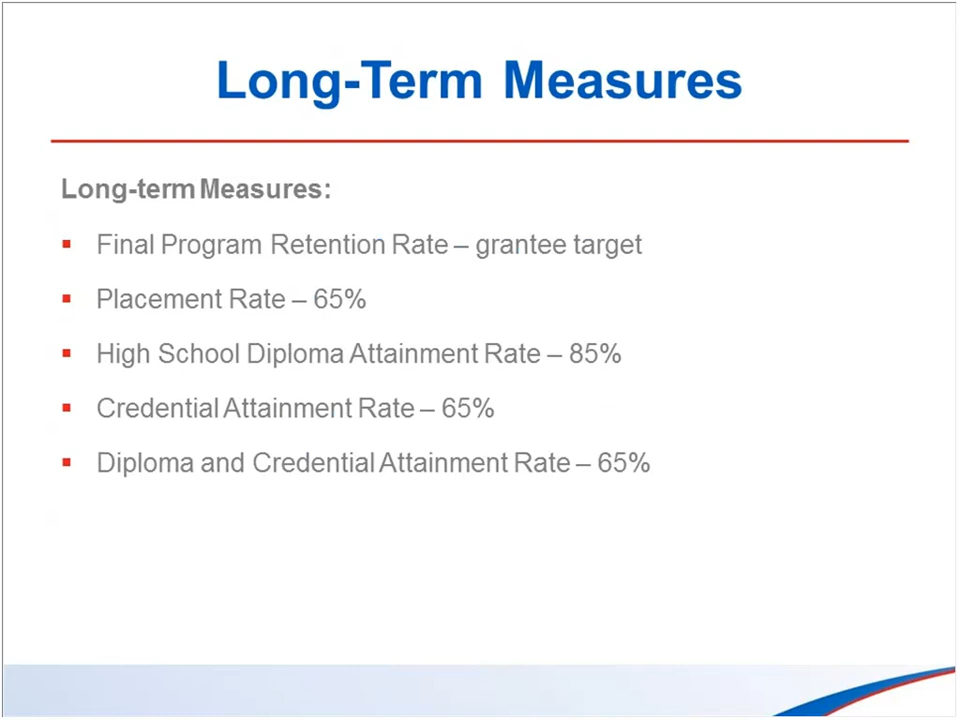 Long-Term Measures
Long-term Measures:
▪ Final Program Retention Rate – grantee target
▪ Placement Rate – 65%
▪ High School Diploma Attainment Rate – 85%
▪ Credential Attainment Rate – 65%
▪ Diploma and Credential Attainment Rate – 65%